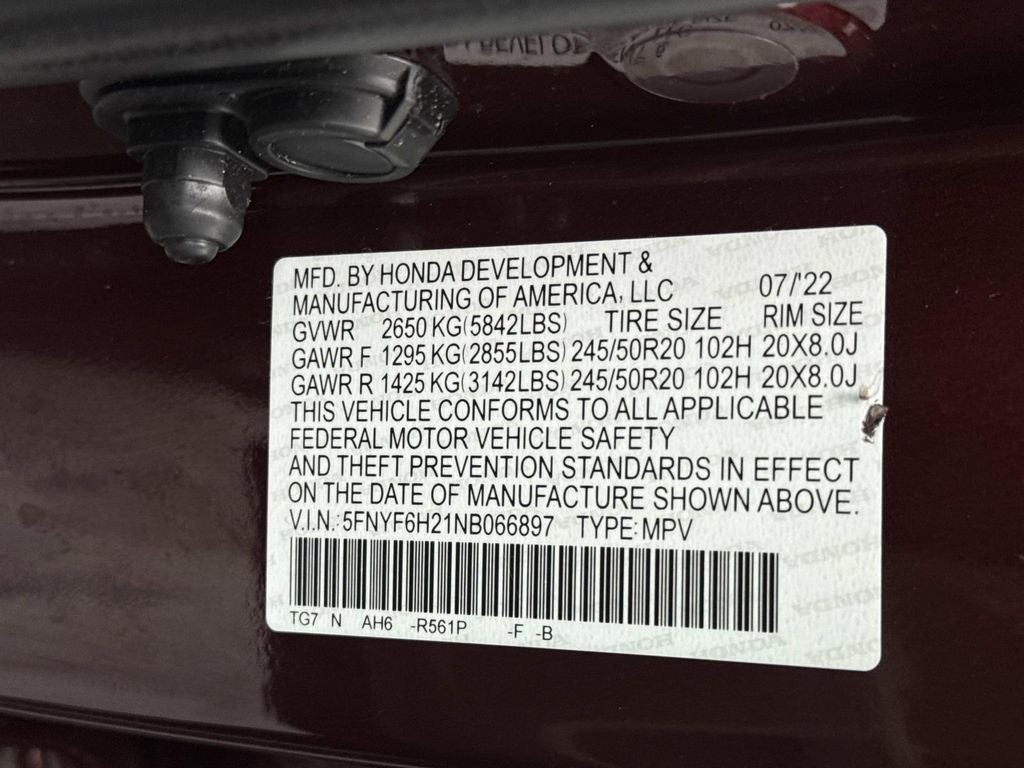 MFD. BY HONDA DEVELOPMENT &
MANUFACTURING OF AMERICA, LLC 07/'22
GVWR 2650 KG(5842LBS) TIRE SIZE RIM SIZE
GAWR F 1295 KG(2855LBS) 245/50R20 102H 20X8.0J
GAWR R 1425 KG(3142LBS) 245/50R20 102H 20X8.0J
THIS VEHICLE CONFORMS TO ALL APPLICABLE
FEDERAL MOTOR VEHICLE SAFETY
AND THEFT PREVENTION STANDARDS IN EFFECT
ON THE DATE OF MANUFACTURE SHOWN ABOVE.
V.I.N.: 5FNYF6H21NB066897 TYPE: MPV
TG7 N AH6 -R561P -F -B